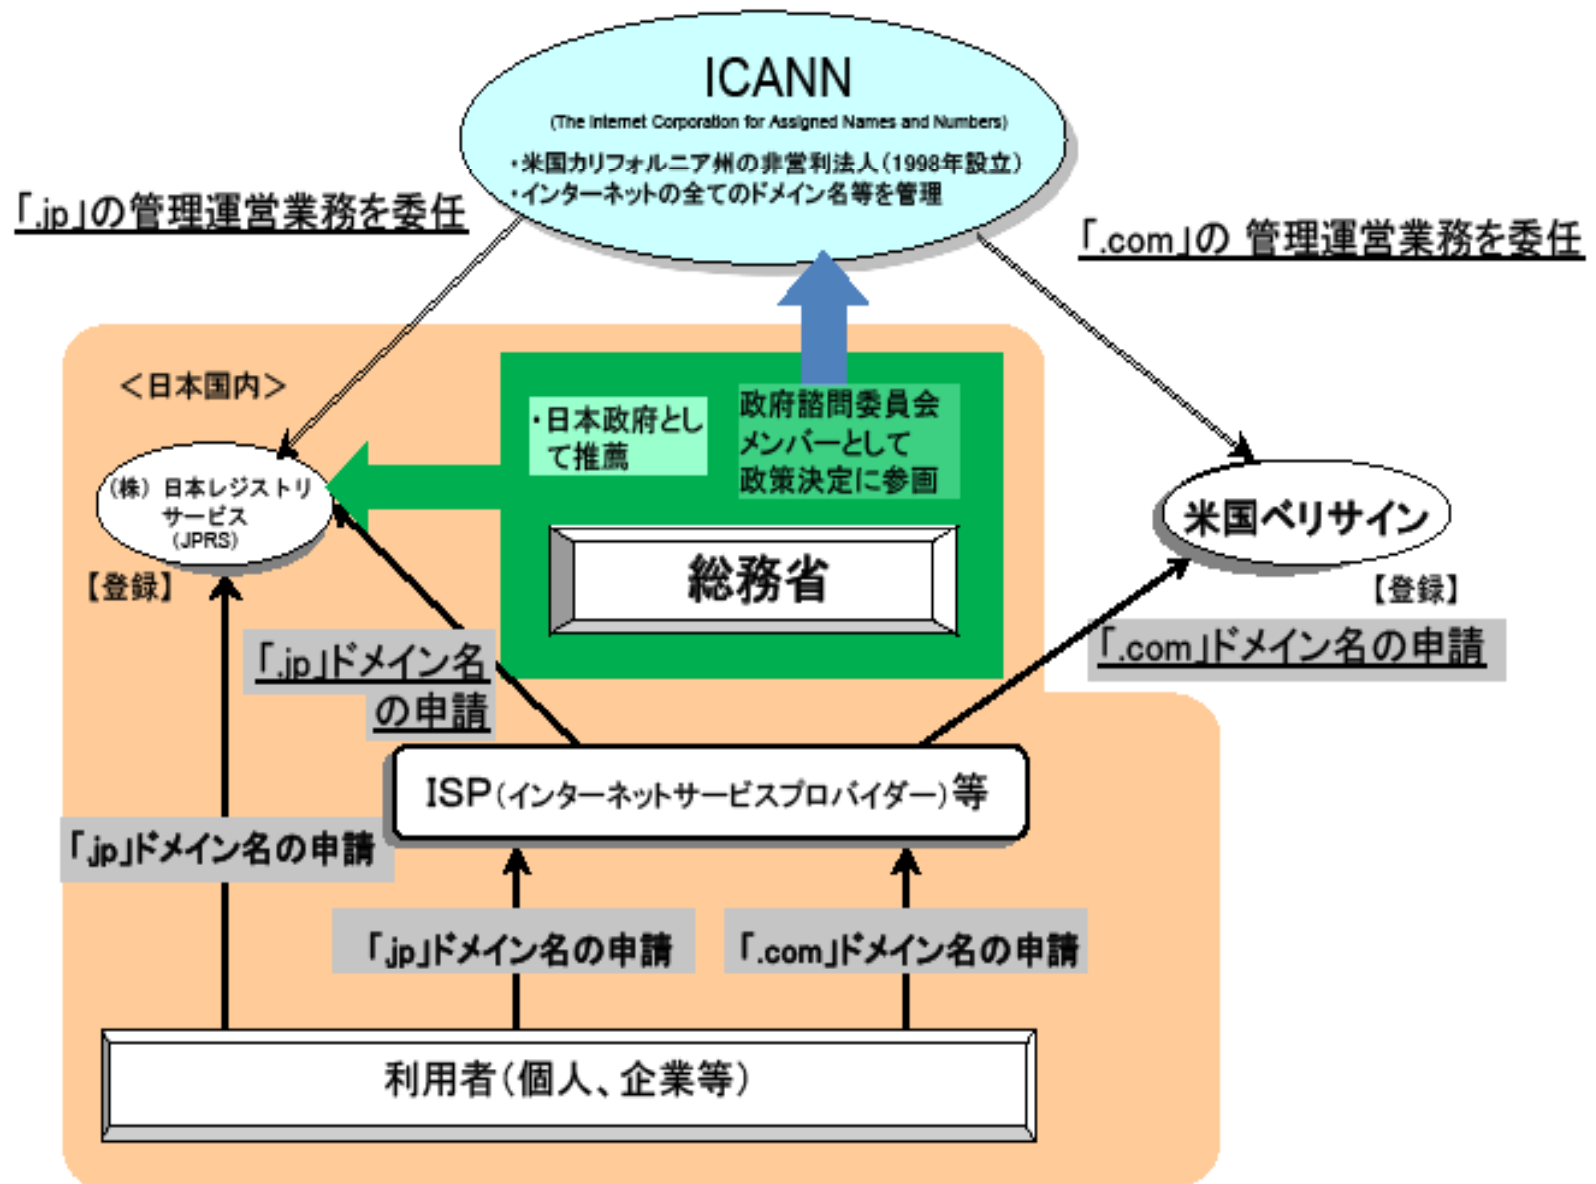 ICANN
(The Internet Corporation for Assigned Names and Numbers)
・米国カリフォルニア州の非営利法人(1998年設立)
・インターネットの全てのドメイン名等を管理
「.jp」の管理運営業務を委任
「.com」の 管理運営業務を委任
＜日本国内＞
・日本政府とし
て推薦
政府諮問委員会
メンバーとして
政策決定に参画
(株) 日本レジストリ
サービス
(JPRS)
【登録】
総務省
米国ベリサイン
【登録】
「.jp」ドメイン名
の申請
「.com」ドメイン名の申請
ISP(インターネットサービスプロバイダー)等
「.jp」ドメイン名の申請
「.jp」ドメイン名の申請
「.com」ドメイン名の申請
利用者(個人、企業等)